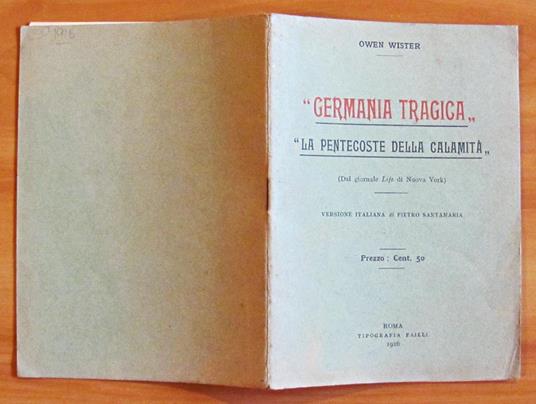 1916
OWEN WISTER
“ GERMANIA TRAGICA „
“ LA PENTECOSTE DELLA CALAMITÀ „
(Dal giornale Life di Nuova York)
VERSIONE ITALIANA di PIETRO SANTAMARIA
Prezzo : Cent. 50
ROMA
TIPOGRAFIA FAILLI
1916